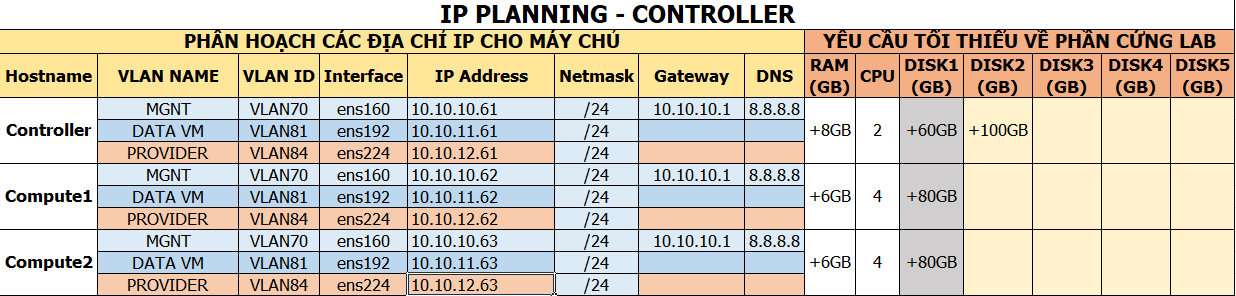 IP PLANNING - CONTROLLER
PHÂN HOẠCH CÁC ĐỊA CHỈ IP CHO MÁY CHỦ YÊU CẦU TỐI THIỂU VỀ PHẦN CỨNG LAB
Hostname VLAN NAME VLAN ID Interface IP Address Netmask Gateway DNS RAM (GB) CPU DISK1 (GB) DISK2 (GB) DISK3 (GB) DISK4 (GB) DISK5 (GB)
MGNT VLAN70 ens160 10.10.10.61 /24 10.10.10.1 8.8.8.8
Controller DATA VM VLAN81 ens192 10.10.11.61 /24 +8GB 2 +60GB +100GB
PROVIDER VLAN84 ens224 10.10.12.61 /24
MGNT VLAN70 ens160 10.10.10.62 /24 10.10.10.1 8.8.8.8
Compute1 DATA VM VLAN81 ens192 10.10.11.62 /24 +6GB 4 +80GB
PROVIDER VLAN84 ens224 10.10.12.62 /24
MGNT VLAN70 ens160 10.10.10.63 /24 10.10.10.1 8.8.8.8
Compute2 DATA VM VLAN81 ens192 10.10.11.63 /24 +6GB 4 +80GB
PROVIDER VLAN84 ens224 10.10.12.63 /24